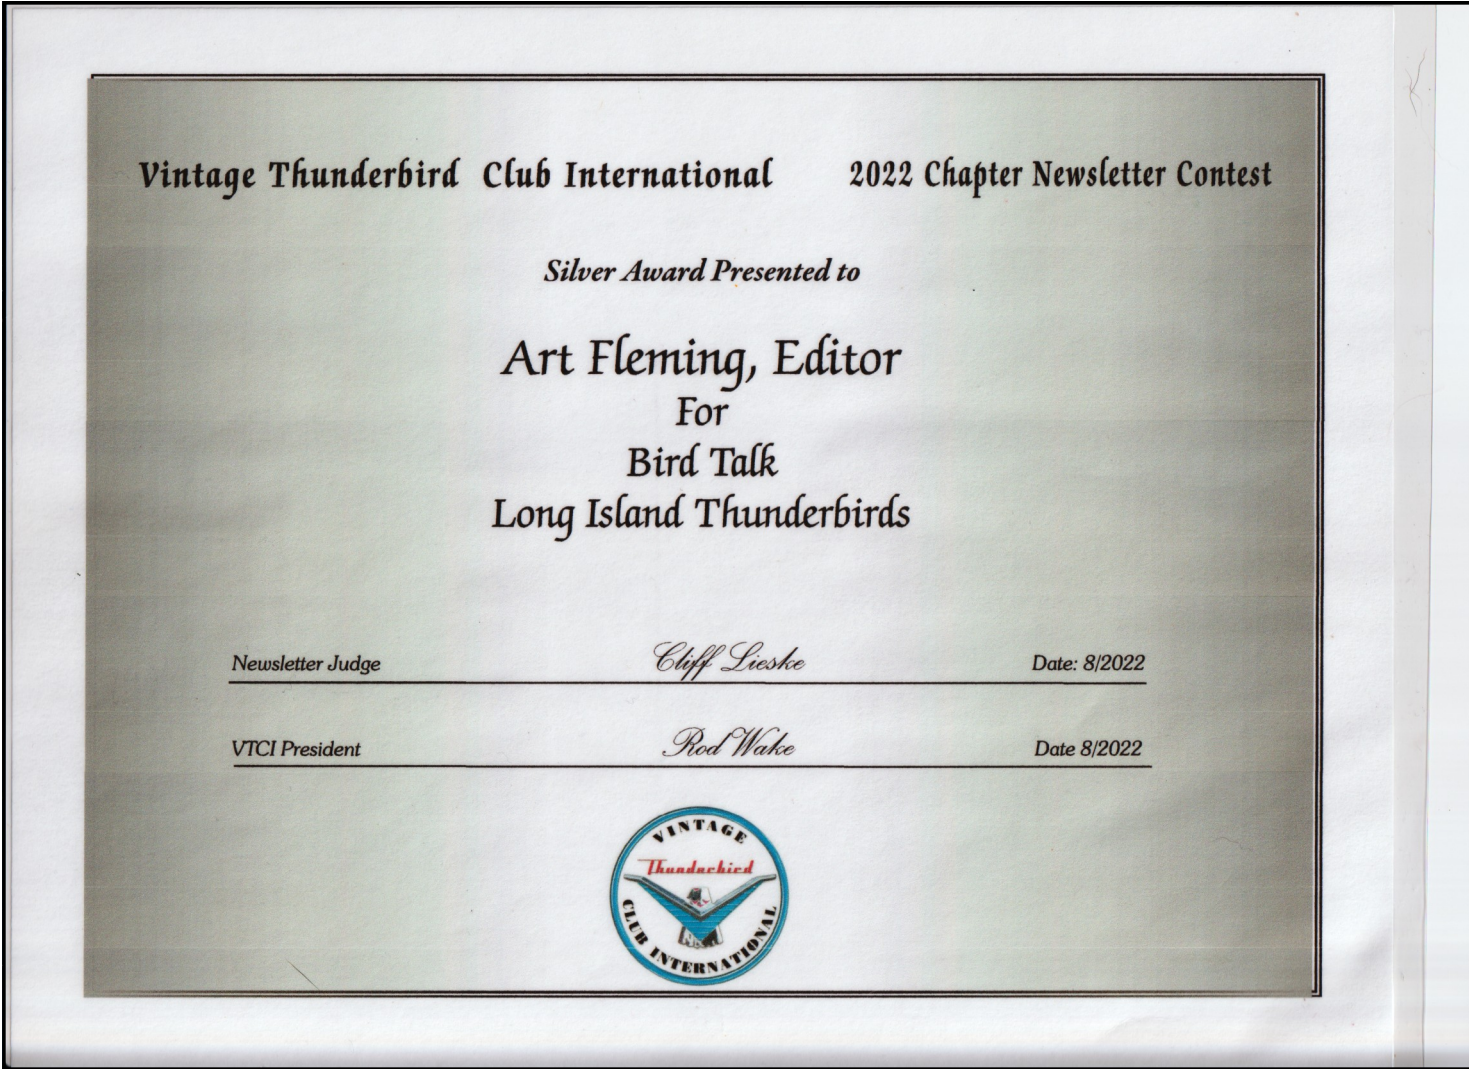 Vintage Thunderbird Club International 2022 Chapter Newsletter Contest
Silver Award Presented to
Art Fleming, Editor
For
Bird Talk
Long Island Thunderbirds
Newsletter Judge Cliff Lieske Date: 8/2022
VTCI President Rod Wake Date 8/2022
VINTAGE
Thunderbird
CLUB INTERNATIONAL